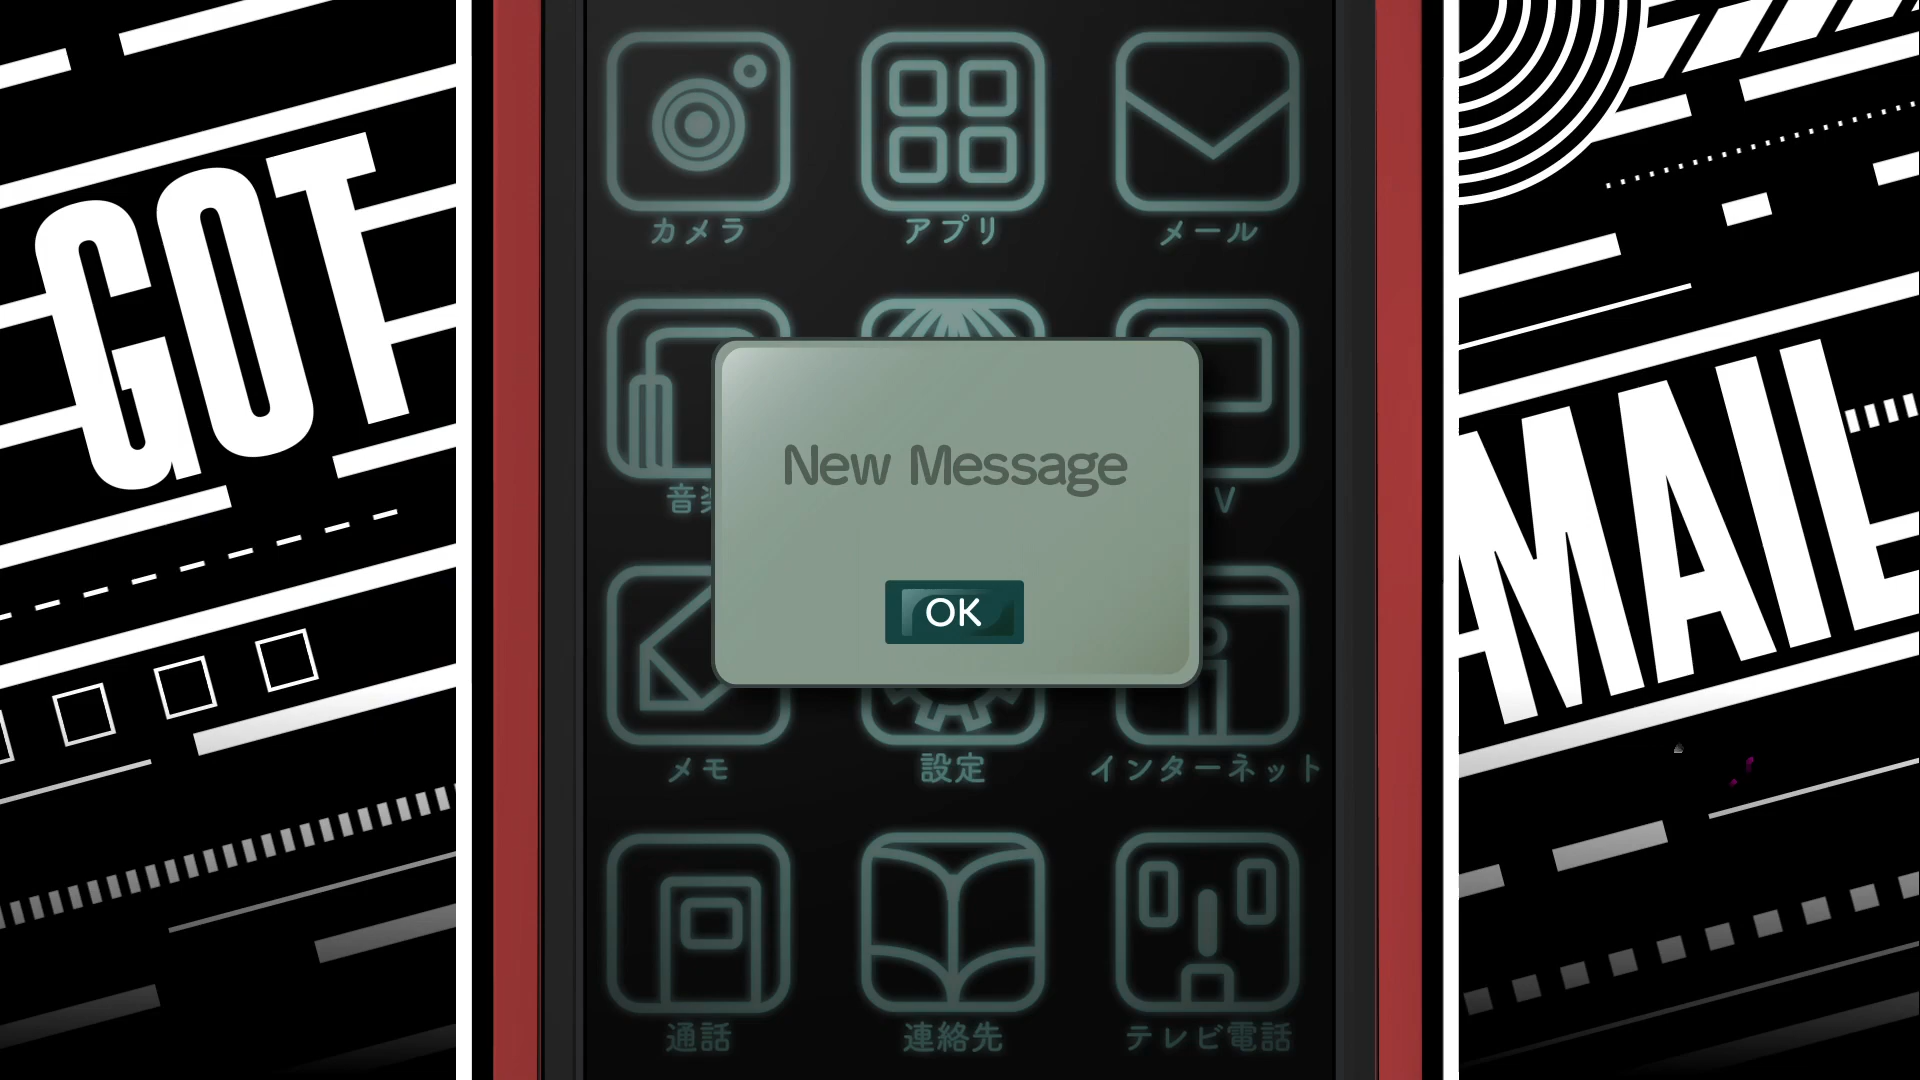 GOT
カメラ アプリ メール
音 V
New Message
OK
メモ 設定 インターネット
通話 連絡先 テレビ電話
MAIL